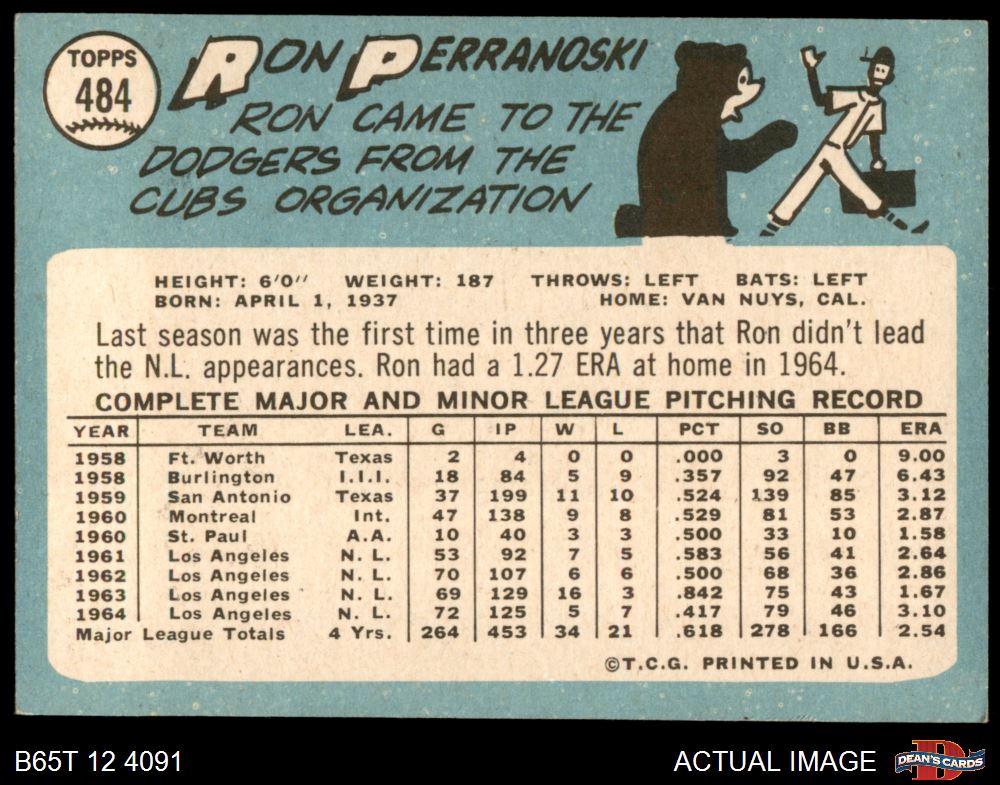 TOPPS
484
RON PERRANOSKI
RON CAME TO THE
DODGERS FROM THE
CUBS ORGANIZATION
HEIGHT: 6'0" WEIGHT: 187 THROWS: LEFT BATS: LEFT
BORN: APRIL 1, 1937 HOME: VAN NUYS, CAL.
Last season was the first time in three years that Ron didn't lead
the N.L. appearances. Ron had a 1.27 ERA at home in 1964.
COMPLETE MAJOR AND MINOR LEAGUE PITCHING RECORD
YEAR TEAM LEA. G IP W L PCT SO BB ERA
1958 Ft. Worth Texas 2 4 0 0 .000 3 0 9.00
1958 Burlington I.I.I. 18 84 5 9 .357 92 47 6.43
1959 San Antonio Texas 37 199 11 10 .524 139 85 3.12
1960 Montreal Int. 47 138 9 8 .529 81 53 2.87
1960 St. Paul A.A. 10 40 3 3 .500 33 10 1.58
1961 Los Angeles N. L. 53 92 7 5 .583 56 41 2.64
1962 Los Angeles N. L. 70 107 6 6 .500 68 36 2.86
1963 Los Angeles N. L. 69 129 16 3 .842 75 43 1.67
1964 Los Angeles N. L. 72 125 5 7 .417 79 46 3.10
Major League Totals 4 Yrs. 264 453 34 21 .618 278 166 2.54
©T.C.G. PRINTED IN U.S.A.
B65T 12 4091 ACTUAL IMAGE DEAN'S CARDS